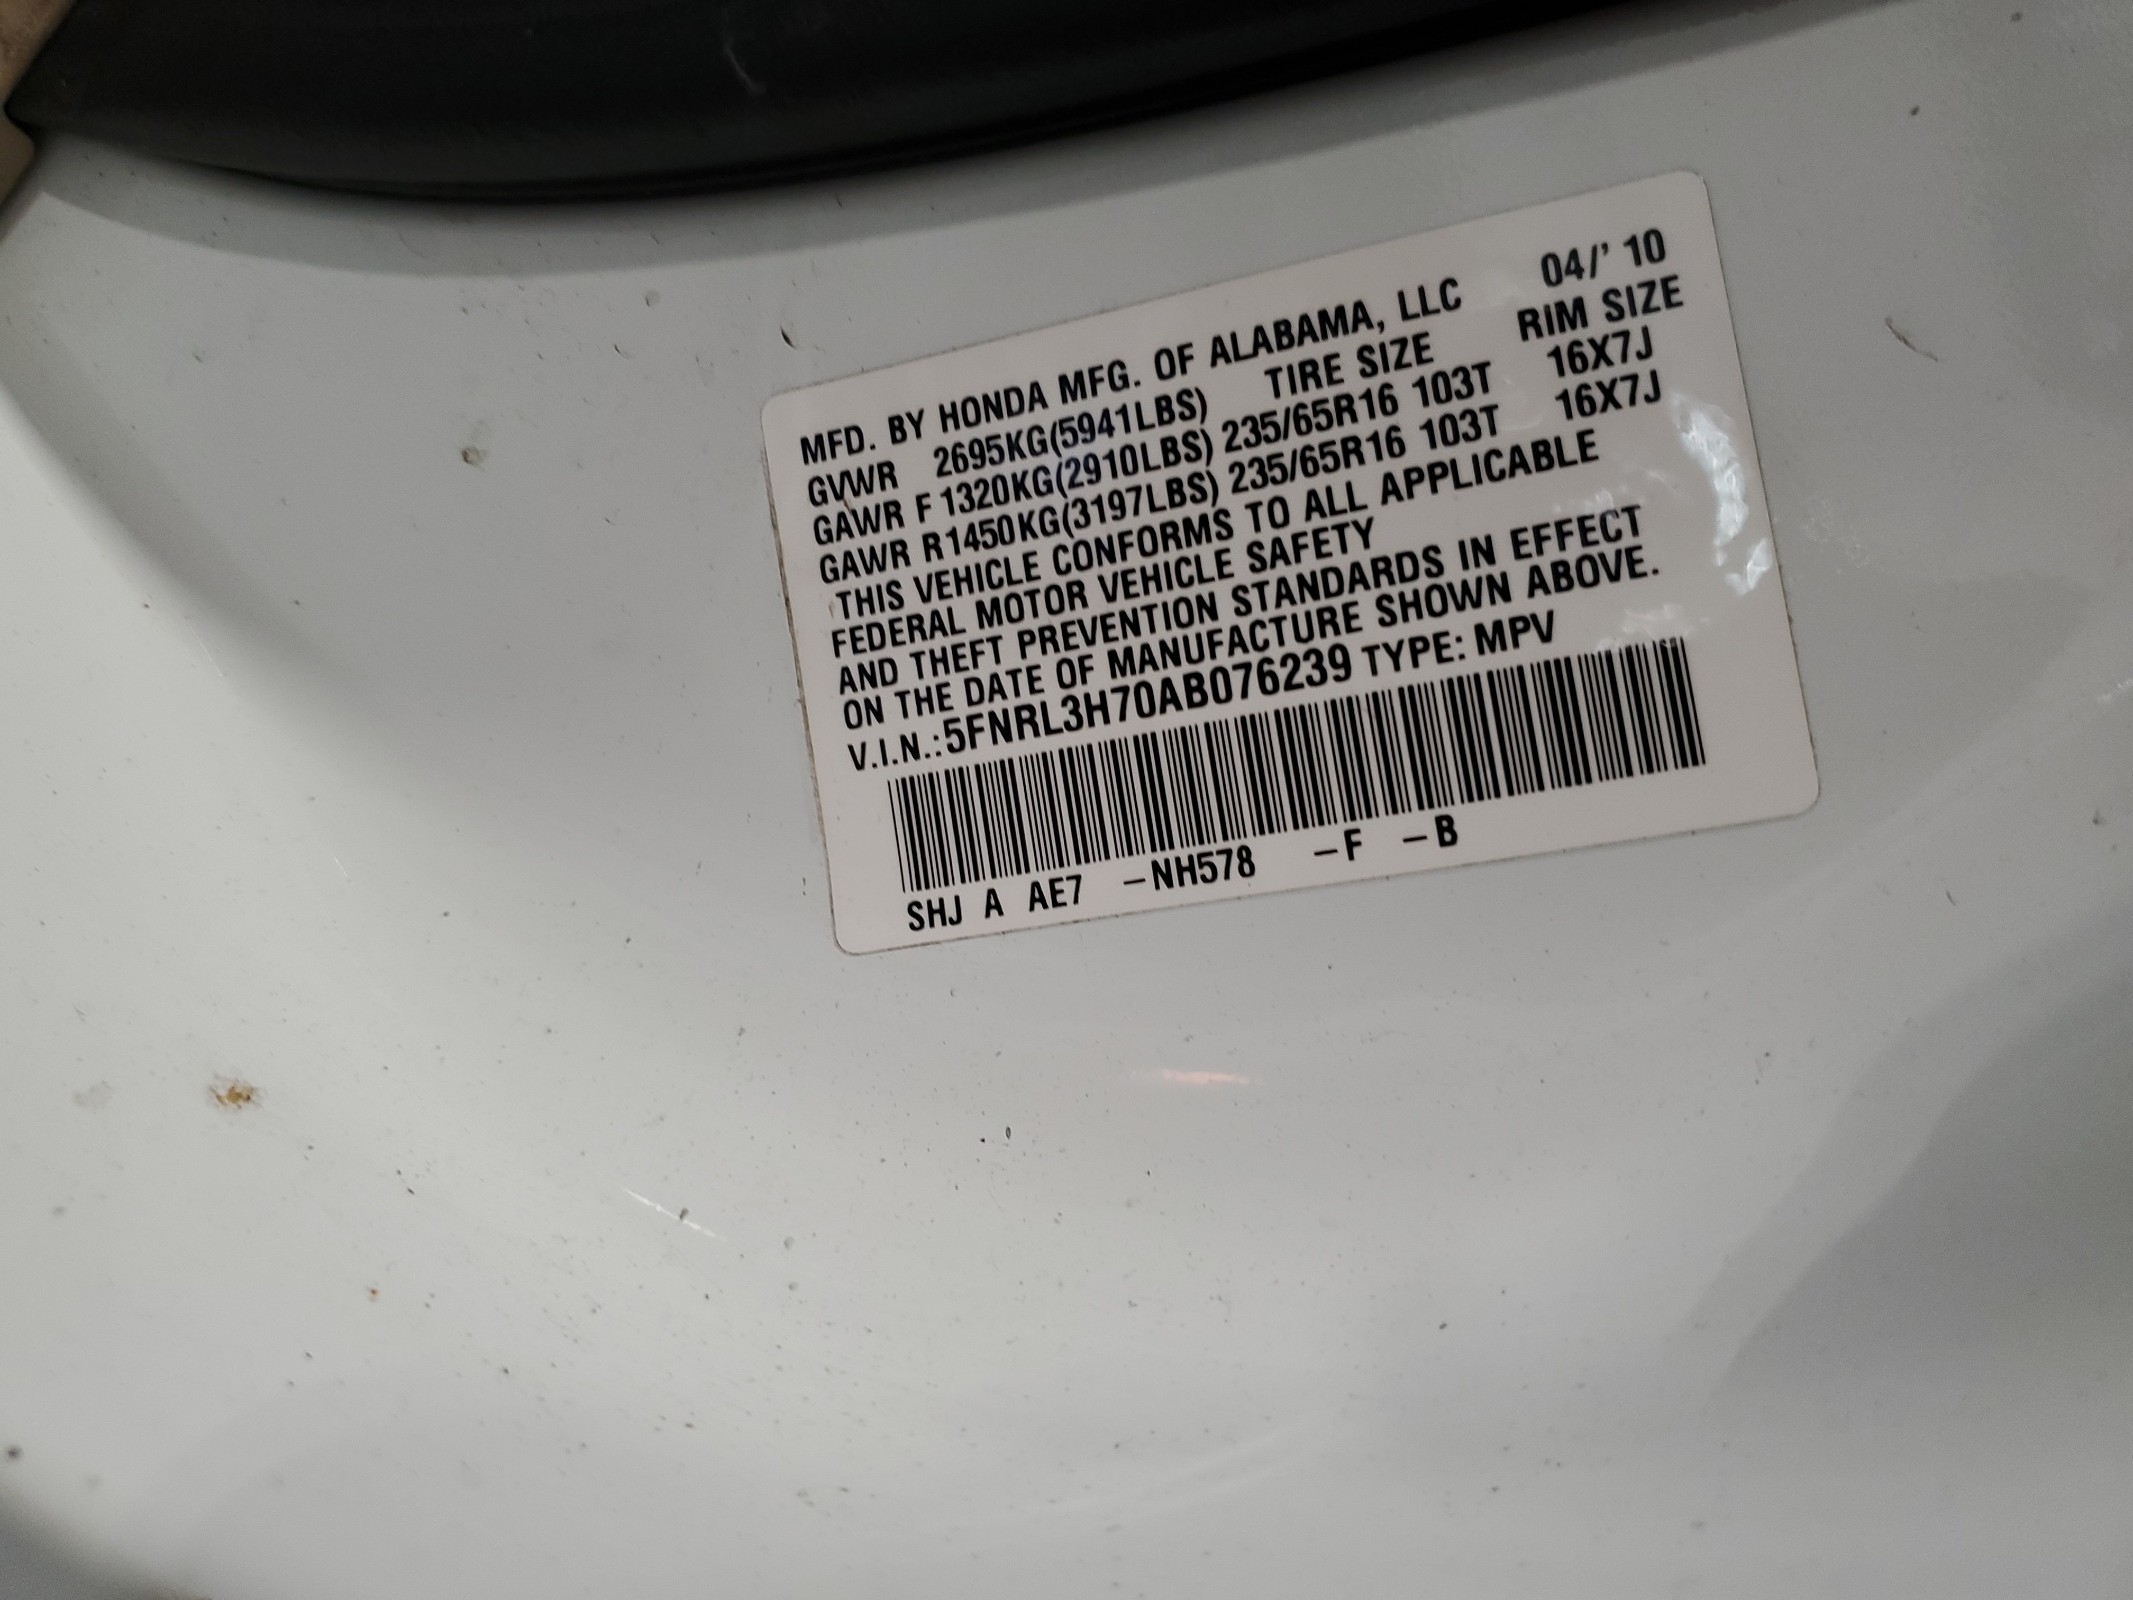 MFD. BY HONDA MFG. OF ALABAMA, LLC 04/' 10
GVWR 2695KG(5941LBS) TIRE SIZE RIM SIZE
GAWR F 1320KG(2910LBS) 235/65R16 103T 16X7J
GAWR R1450KG(3197LBS) 235/65R16 103T 16X7J
THIS VEHICLE CONFORMS TO ALL APPLICABLE
FEDERAL MOTOR VEHICLE SAFETY
AND THEFT PREVENTION STANDARDS IN EFFECT
ON THE DATE OF MANUFACTURE SHOWN ABOVE.
V.I.N.:5FNRL3H70AB076239 TYPE: MPV
SHJ A AE7 –NH578 –F –B